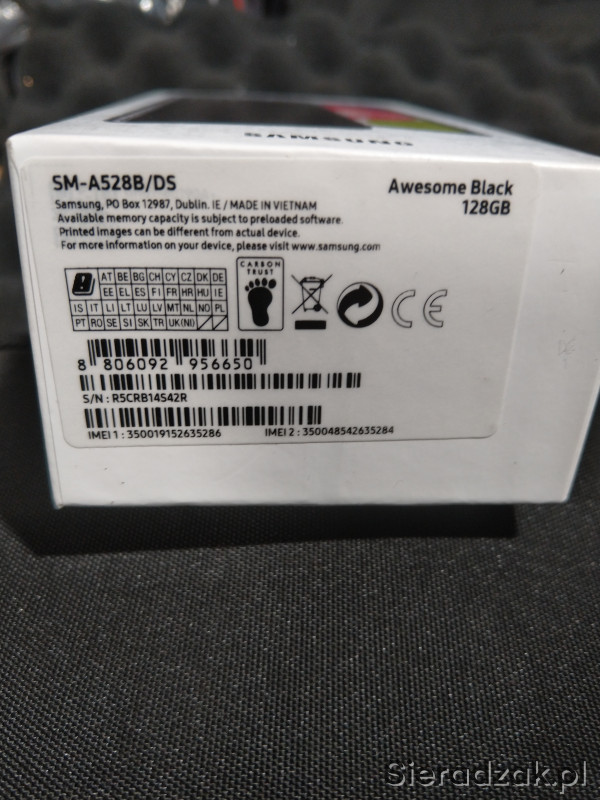 SAMSUNG
SM-A528B/DS
Awesome Black
128GB
Samsung, PO Box 12987, Dublin. IE / MADE IN VIETNAM
Available memory capacity is subject to preloaded software.
Printed images can be different from actual device.
For more information on your device, please visit www.samsung.com
AT BE BG CH CY CZ DK DE
EE EL ES FI FR HR HU IE
IS IT LI LT LU LV MT NL NO PL
PT RO SE SI SK TR UK(NI)
CARBON
TRUST
CE
8 806092 956650
S/N : R5CRB14S42R
IMEI 1 : 350019152635286
IMEI 2 : 350048542635284
Sieradzak.pl